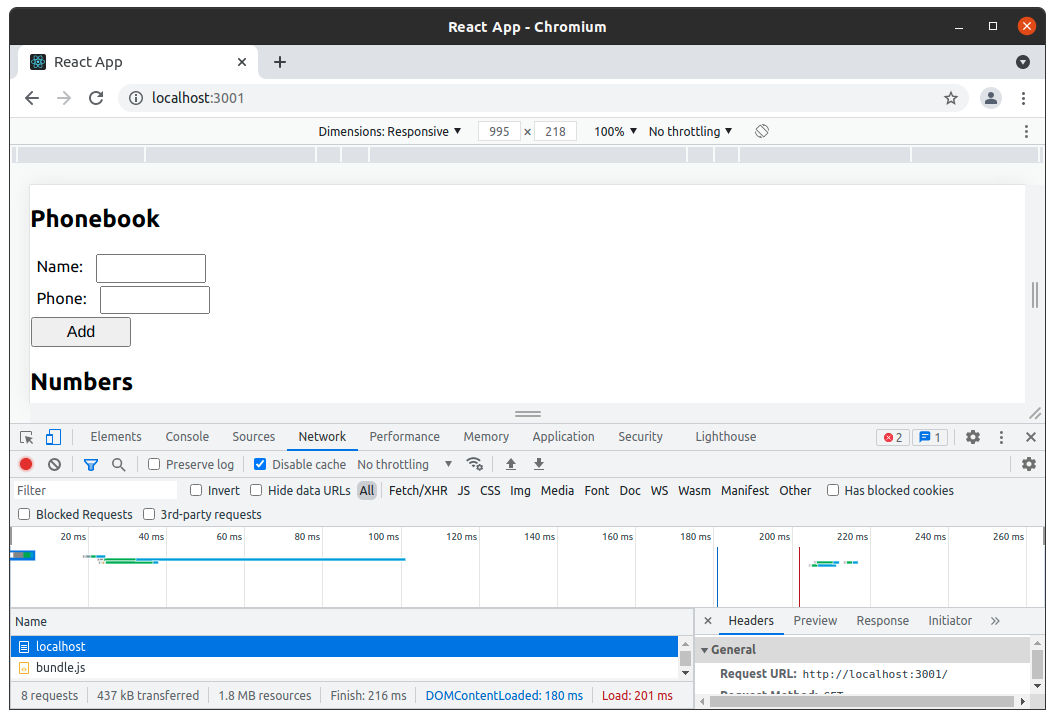 React App - Chromium
React App
localhost:3001
Dimensions: Responsive 995 × 218 100% No throttling
Phonebook
Name:
Phone:
Add
Numbers
Elements Console Sources Network Performance Memory Application Security Lighthouse 2 1
Preserve log Disable cache No throttling
Filter Invert Hide data URLs All Fetch/XHR JS CSS Img Media Font Doc WS Wasm Manifest Other Has blocked cookies
Blocked Requests 3rd-party requests
20 ms 40 ms 60 ms 80 ms 100 ms 120 ms 140 ms 160 ms 180 ms 200 ms 220 ms 240 ms 260 ms
Name Headers Preview Response Initiator »
localhost General
bundle.js Request URL: http://localhost:3001/
Request Method: GET
8 requests 437 kB transferred 1.8 MB resources Finish: 216 ms DOMContentLoaded: 180 ms Load: 201 ms